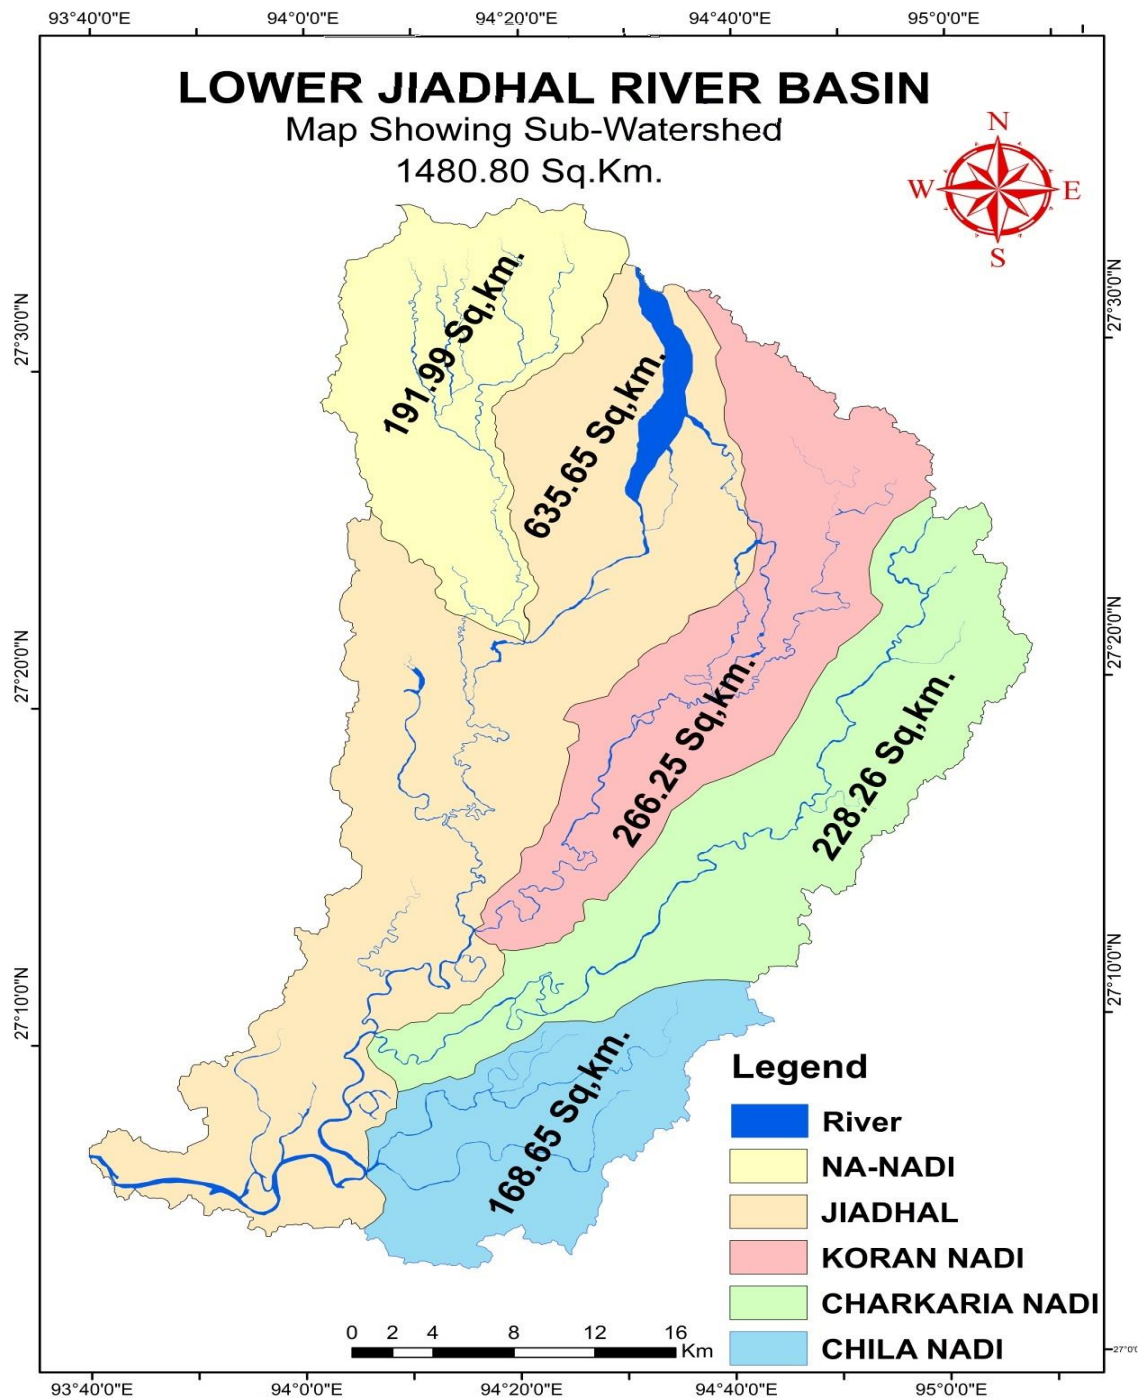 93°40'0"E 94°0'0"E 94°20'0"E 94°40'0"E 95°0'0"E
LOWER JIADHAL RIVER BASIN
Map Showing Sub-Watershed
1480.80 Sq.Km.
N
W E
S
27°30'0"N
27°30'0"N
191.99 Sq,km.
635.65 Sq,km.
27°20'0"N
27°20'0"N
266.25 Sq,km.
228.26 Sq,km.
27°10'0"N
27°10'0"N
168.65 Sq,km.
Legend
River
NA-NADI
JIADHAL
KORAN NADI
CHARKARIA NADI
CHILA NADI
0 2 4 8 12 16
Km
93°40'0"E 94°0'0"E 94°20'0"E 94°40'0"E 95°0'0"E